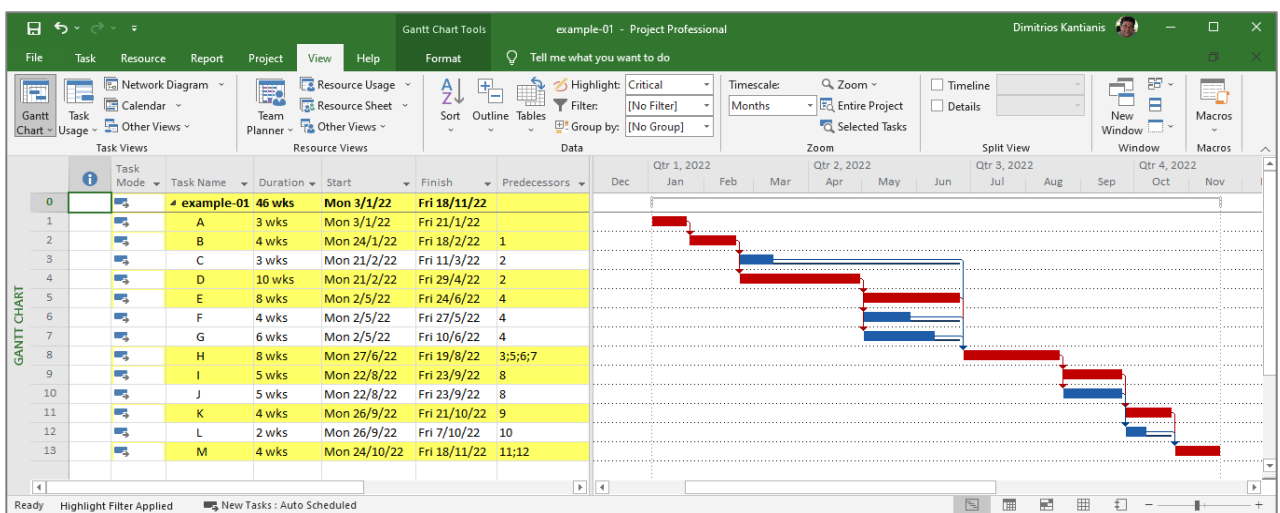 Gantt Chart Tools example-01 - Project Professional Dimitrios Kantianis
File Task Resource Report Project View Help Format Tell me what you want to do
Gantt Chart
Task Usage
Network Diagram
Calendar
Other Views
Task Views
Team Planner
Resource Usage
Resource Sheet
Other Views
Resource Views
Sort
Outline
Tables
Highlight: Critical
Filter: [No Filter]
Group by: [No Group]
Data
Timescale:
Months
Zoom
Entire Project
Selected Tasks
Zoom
Timeline
Details
Split View
New Window
Window
Macros
Macros
Task Mode Task Name Duration Start Finish Predecessors
Qtr 1, 2022 Qtr 2, 2022 Qtr 3, 2022 Qtr 4, 2022
Dec Jan Feb Mar Apr May Jun Jul Aug Sep Oct Nov
0 example-01 46 wks Mon 3/1/22 Fri 18/11/22
1 A 3 wks Mon 3/1/22 Fri 21/1/22
2 B 4 wks Mon 24/1/22 Fri 18/2/22 1
3 C 3 wks Mon 21/2/22 Fri 11/3/22 2
4 D 10 wks Mon 21/2/22 Fri 29/4/22 2
5 E 8 wks Mon 2/5/22 Fri 24/6/22 4
6 F 4 wks Mon 2/5/22 Fri 27/5/22 4
7 G 6 wks Mon 2/5/22 Fri 10/6/22 4
8 H 8 wks Mon 27/6/22 Fri 19/8/22 3;5;6;7
9 I 5 wks Mon 22/8/22 Fri 23/9/22 8
10 J 5 wks Mon 22/8/22 Fri 23/9/22 8
11 K 4 wks Mon 26/9/22 Fri 21/10/22 9
12 L 2 wks Mon 26/9/22 Fri 7/10/22 10
13 M 4 wks Mon 24/10/22 Fri 18/11/22 11;12
GANTT CHART
Ready Highlight Filter Applied New Tasks : Auto Scheduled